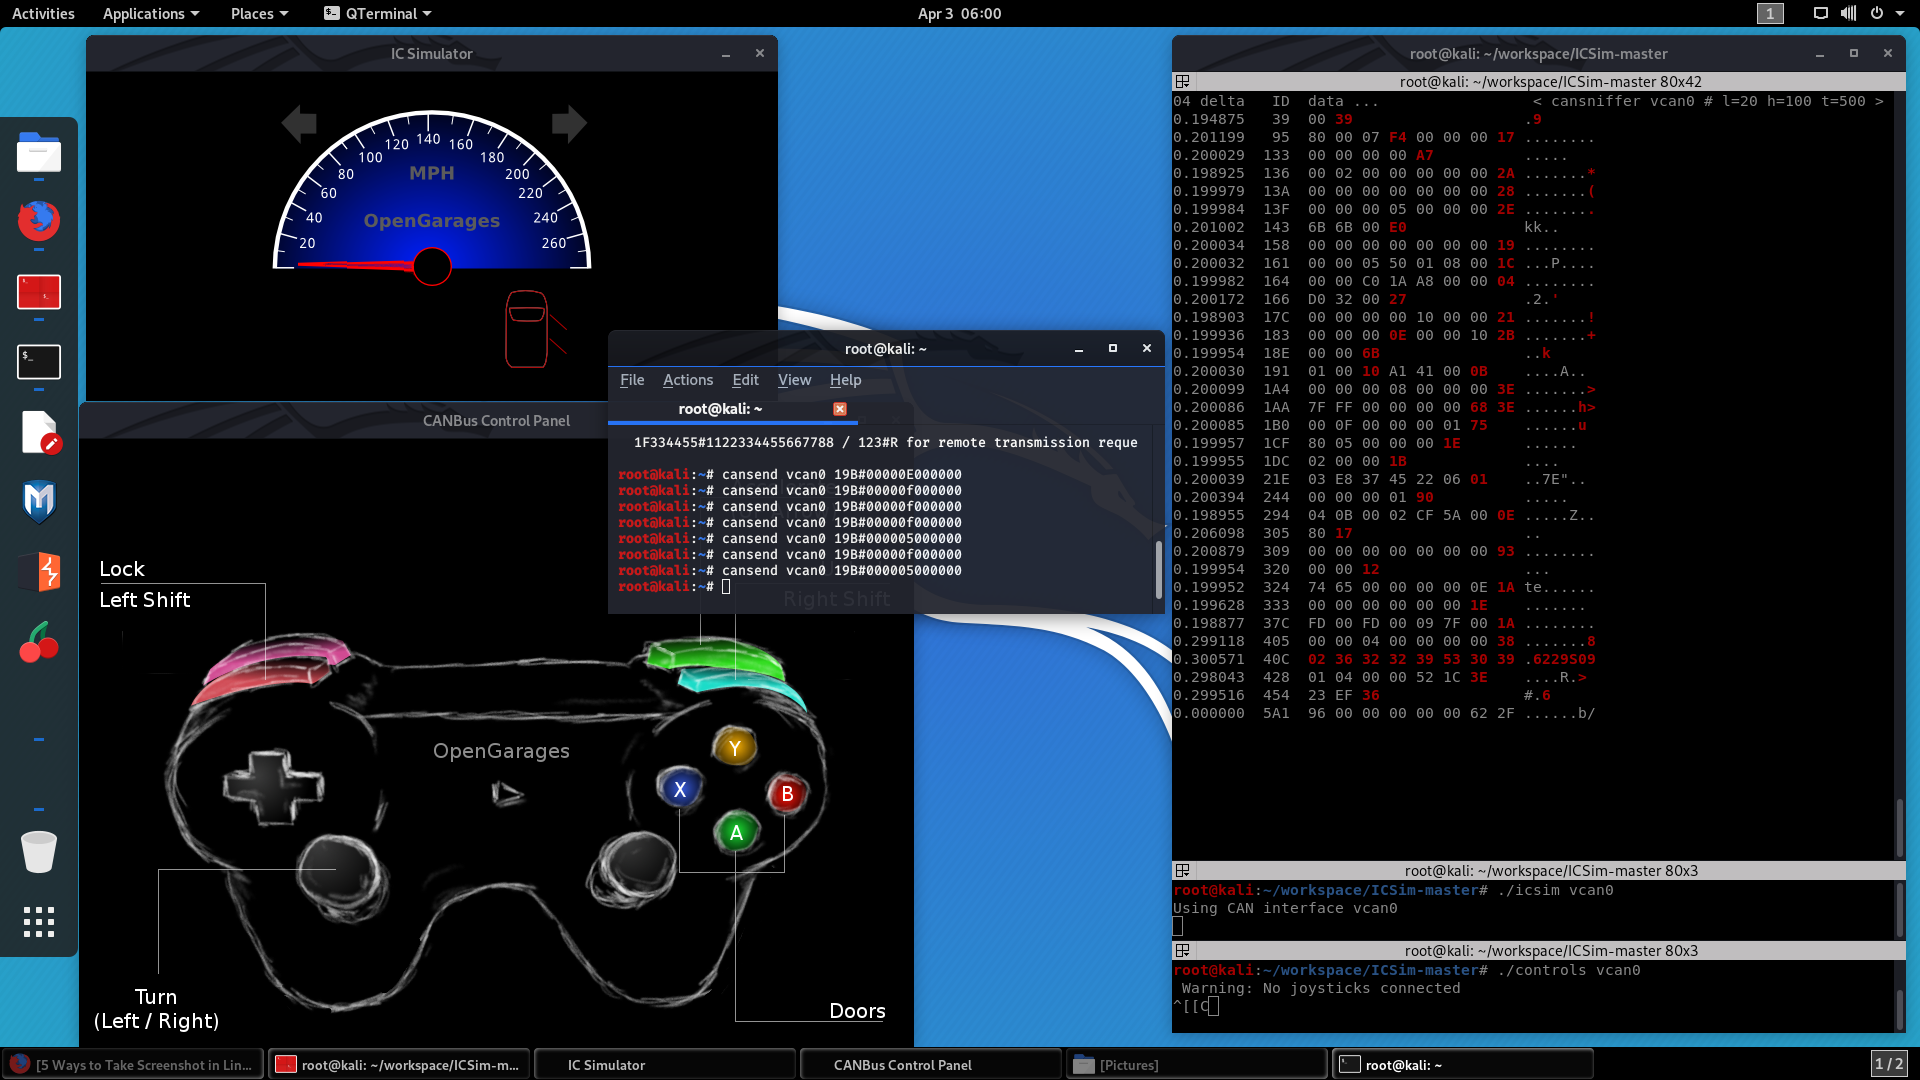 Activities Applications Places QTerminal Apr 3 06:00 1
IC Simulator
20 40 60 80 100 120 140 160 180 200 220 240 260
MPH
OpenGarages
CANBus Control Panel
Lock
Left Shift
Right Shift
OpenGarages
Y
X
B
A
Turn
(Left / Right)
Doors
root@kali: ~
File Actions Edit View Help
root@kali: ~
1F334455#1122334455667788 / 123#R for remote transmission reque
root@kali:~# cansend vcan0 19B#00000E000000
root@kali:~# cansend vcan0 19B#00000f000000
root@kali:~# cansend vcan0 19B#00000f000000
root@kali:~# cansend vcan0 19B#00000f000000
root@kali:~# cansend vcan0 19B#000005000000
root@kali:~# cansend vcan0 19B#00000f000000
root@kali:~# cansend vcan0 19B#000005000000
root@kali:~#
root@kali: ~/workspace/ICSim-master
root@kali: ~/workspace/ICSim-master 80x42
04 delta ID data ... < cansniffer vcan0 # l=20 h=100 t=500 >
0.194875 39 00 39 .9
0.201199 95 80 00 07 F4 00 00 00 17 ........
0.200029 133 00 00 00 00 A7 .....
0.198925 136 00 02 00 00 00 00 00 2A .......*
0.199979 13A 00 00 00 00 00 00 00 28 .......(
0.199984 13F 00 00 00 05 00 00 00 2E ........
0.201002 143 6B 6B 00 E0 kk..
0.200034 158 00 00 00 00 00 00 00 19 ........
0.200032 161 00 00 05 50 01 08 00 1C ...P....
0.199982 164 00 00 C0 1A A8 00 00 04 ........
0.200172 166 D0 32 00 27 .2.'
0.198903 17C 00 00 00 00 10 00 00 21 .......!
0.199936 183 00 00 00 0E 00 00 10 2B .......+
0.199954 18E 00 00 6B ..k
0.200030 191 01 00 10 A1 41 00 0B ....A..
0.200099 1A4 00 00 00 08 00 00 00 3E .......>
0.200086 1AA 7F FF 00 00 00 00 68 3E ......h>
0.200085 1B0 00 0F 00 00 00 01 75 ......u
0.199957 1CF 80 05 00 00 00 1E ......
0.199955 1DC 02 00 00 1B ....
0.200039 21E 03 E8 37 45 22 06 01 ..7E"..
0.200394 244 00 00 00 01 90 .....
0.198955 294 04 0B 00 02 CF 5A 00 0E .....Z..
0.206098 305 80 17 ..
0.200879 309 00 00 00 00 00 00 00 93 ........
0.199954 320 00 00 12 ...
0.199952 324 74 65 00 00 00 00 0E 1A te......
0.199628 333 00 00 00 00 00 00 1E .......
0.198877 37C FD 00 FD 00 09 7F 00 1A ........
0.299118 405 00 00 04 00 00 00 00 38 .......8
0.300571 40C 02 36 32 32 39 53 30 39 .6229S09
0.298043 428 01 04 00 00 52 1C 3E ....R.>
0.299516 454 23 EF 36 #.6
0.000000 5A1 96 00 00 00 00 00 62 2F ......b/
root@kali: ~/workspace/ICSim-master 80x3
root@kali:~/workspace/ICSim-master# ./icsim vcan0
Using CAN interface vcan0
root@kali: ~/workspace/ICSim-master 80x3
root@kali:~/workspace/ICSim-master# ./controls vcan0
Warning: No joysticks connected
^[[C
[5 Ways to Take Screenshot in Lin... root@kali: ~/workspace/ICSim-m... IC Simulator CANBus Control Panel [Pictures] root@kali: ~ 1 / 2